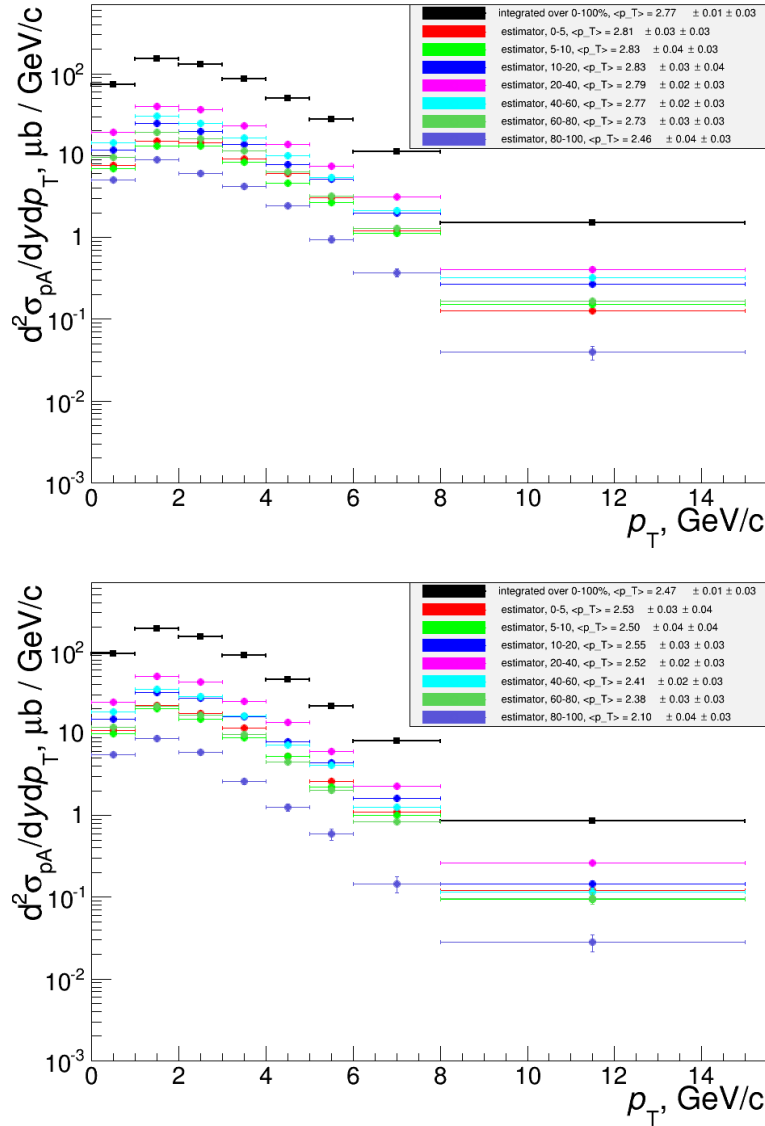 integrated over 0-100%, <p_T> = 2.77 ± 0.01 ± 0.03
estimator, 0-5, <p_T> = 2.81 ± 0.03 ± 0.03
estimator, 5-10, <p_T> = 2.83 ± 0.04 ± 0.03
estimator, 10-20, <p_T> = 2.83 ± 0.03 ± 0.04
estimator, 20-40, <p_T> = 2.79 ± 0.02 ± 0.03
estimator, 40-60, <p_T> = 2.77 ± 0.02 ± 0.03
estimator, 60-80, <p_T> = 2.73 ± 0.03 ± 0.03
estimator, 80-100, <p_T> = 2.46 ± 0.04 ± 0.03
d²σ_pA/dydp_T, μb / GeV/c
10²
10
1
10⁻¹
10⁻²
10⁻³
0 2 4 6 8 10 12 14
p_T, GeV/c
integrated over 0-100%, <p_T> = 2.47 ± 0.01 ± 0.03
estimator, 0-5, <p_T> = 2.53 ± 0.03 ± 0.04
estimator, 5-10, <p_T> = 2.50 ± 0.04 ± 0.04
estimator, 10-20, <p_T> = 2.55 ± 0.03 ± 0.03
estimator, 20-40, <p_T> = 2.52 ± 0.02 ± 0.03
estimator, 40-60, <p_T> = 2.41 ± 0.02 ± 0.03
estimator, 60-80, <p_T> = 2.38 ± 0.03 ± 0.03
estimator, 80-100, <p_T> = 2.10 ± 0.04 ± 0.03
d²σ_pA/dydp_T, μb / GeV/c
10²
10
1
10⁻¹
10⁻²
10⁻³
0 2 4 6 8 10 12 14
p_T, GeV/c